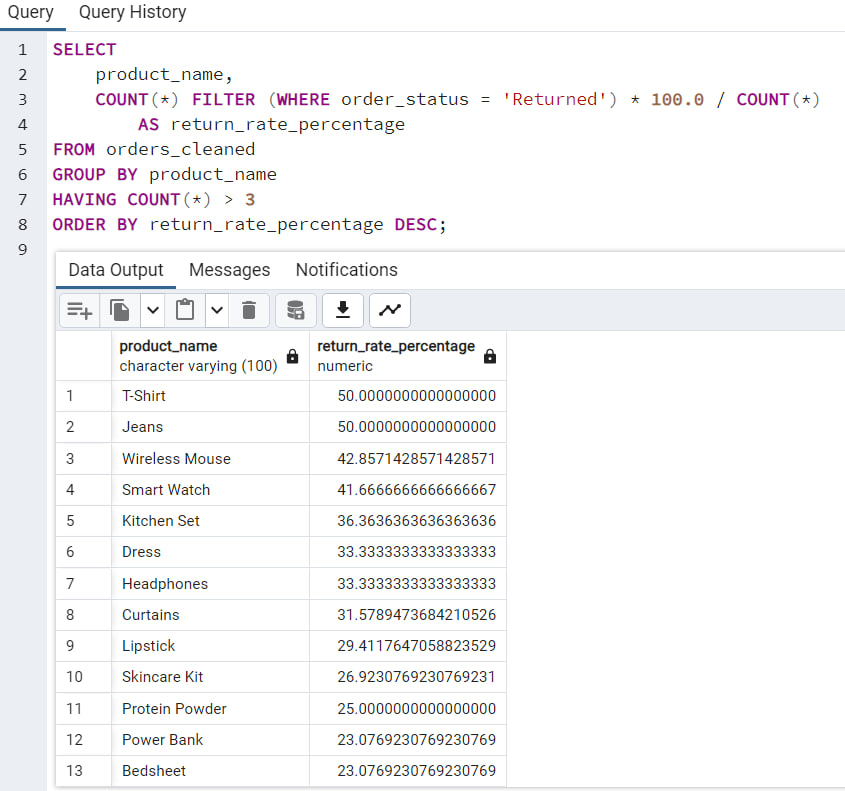 Query Query History
1 SELECT
2 product_name,
3 COUNT(*) FILTER (WHERE order_status = 'Returned') * 100.0 / COUNT(*)
4 AS return_rate_percentage
5 FROM orders_cleaned
6 GROUP BY product_name
7 HAVING COUNT(*) > 3
8 ORDER BY return_rate_percentage DESC;
9
Data Output Messages Notifications
product_name return_rate_percentage
character varying (100) numeric
1 T-Shirt 50.0000000000000000
2 Jeans 50.0000000000000000
3 Wireless Mouse 42.8571428571428571
4 Smart Watch 41.6666666666666667
5 Kitchen Set 36.3636363636363636
6 Dress 33.3333333333333333
7 Headphones 33.3333333333333333
8 Curtains 31.5789473684210526
9 Lipstick 29.4117647058823529
10 Skincare Kit 26.9230769230769231
11 Protein Powder 25.0000000000000000
12 Power Bank 23.0769230769230769
13 Bedsheet 23.0769230769230769